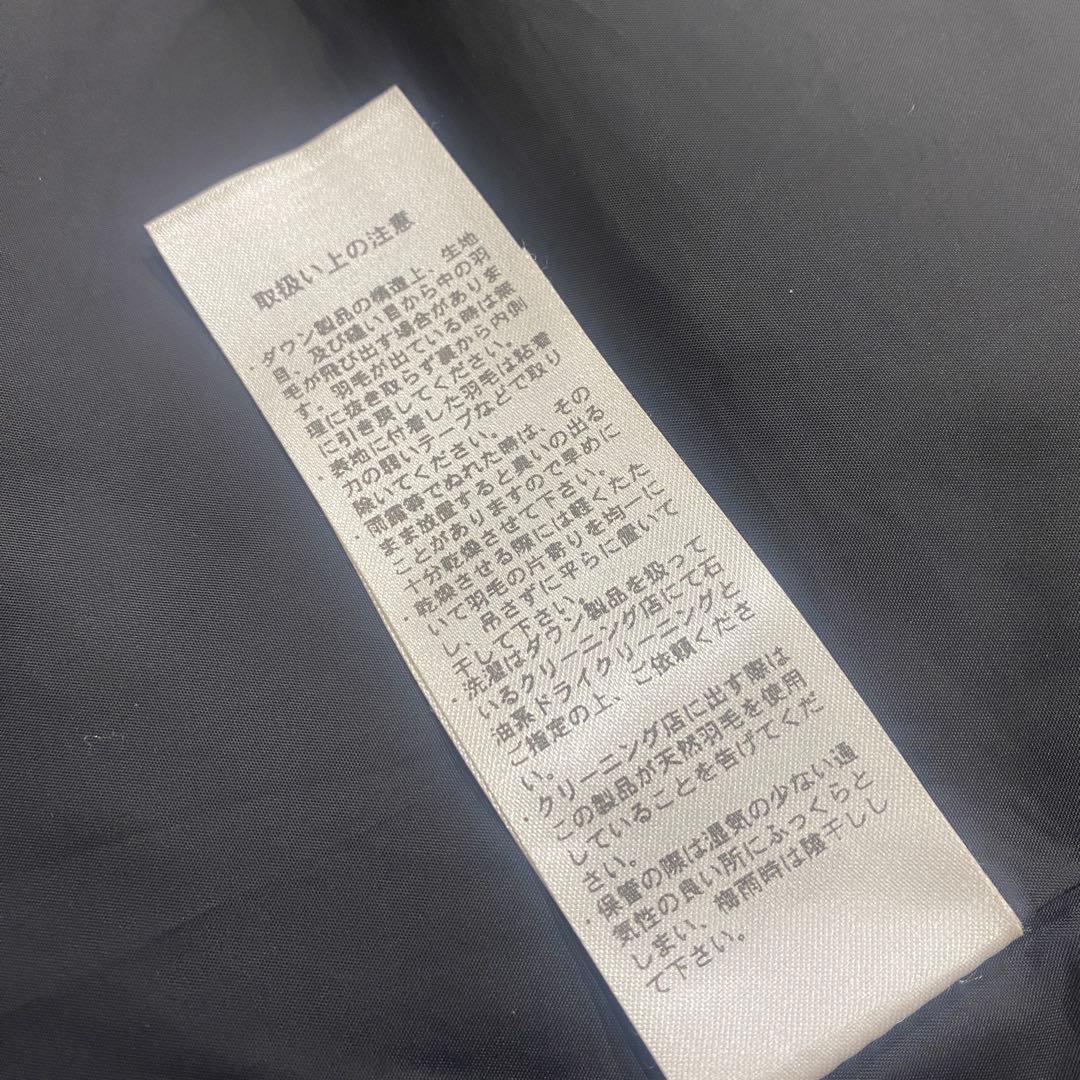 取扱い上の注意
・ダウン製品の構造上、生地
目、及び縫い目から中の羽
毛が飛び出す場合がありま
す。羽毛が出ている時は無
理に抜き取らず裏から内側
に引き戻してください。
表地に付着した羽毛は粘着
刀の弱いテープなどで取り
除いてください。
・雨露等でぬれた時は、その
まま放置すると臭いの出る
ことがありますので早めに
十分乾燥させて下さい。
・乾燥させる際には軽くたた
いて羽毛の片寄りを均一に
し、吊さずに平らに置いて
干して下さい。
・洗濯はダウン製品を扱って
いるクリーニング店にて石
油系ドライクリーニングと
ご指定の上、ご依頼くださ
い。
・クリーニング店に出す際は
この製品が天然羽毛を使用
していることを告げてくだ
さい。
・保管の際は湿気の少ない通
気性の良い所にふっくらと
しまい、梅雨時は陰干しし
て下さい。